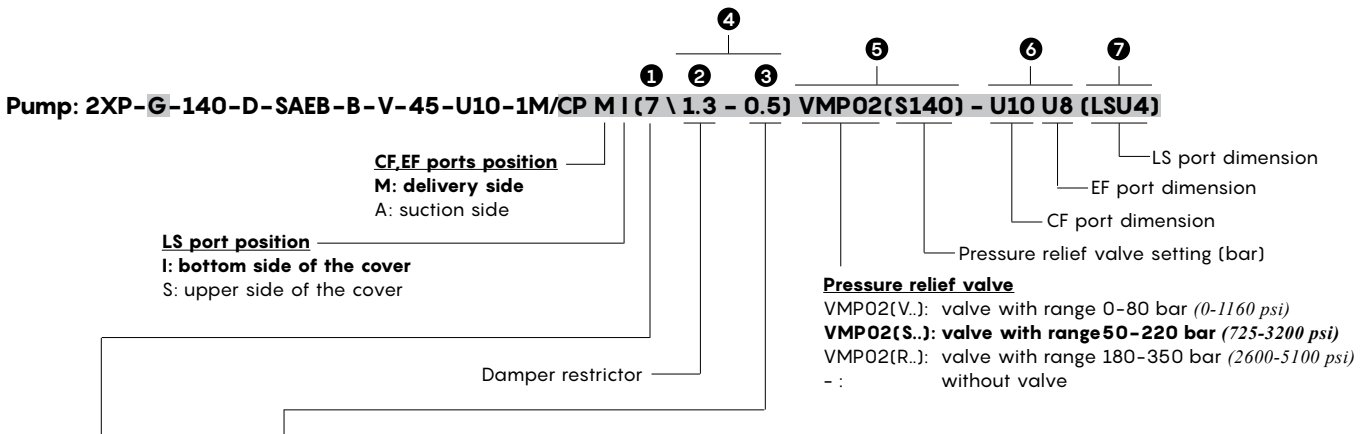 ❹
❺
❻
❼
❶
❷
❸
Pump: 2XP-G-140-D-SAEB-B-V-45-U10-1M/CP M I (7 \ 1.3 - 0.5) VMP02(S140) - U10 U8 (LSU4)
CF,EF ports position
M: delivery side
A: suction side
LS port position
I: bottom side of the cover
S: upper side of the cover
Damper restrictor
LS port dimension
EF port dimension
CF port dimension
Pressure relief valve setting (bar)
Pressure relief valve
VMP02(V..): valve with range 0-80 bar (0-1160 psi)
VMP02(S..): valve with range50-220 bar (725-3200 psi)
VMP02(R..): valve with range 180-350 bar (2600-5100 psi)
- : without valve